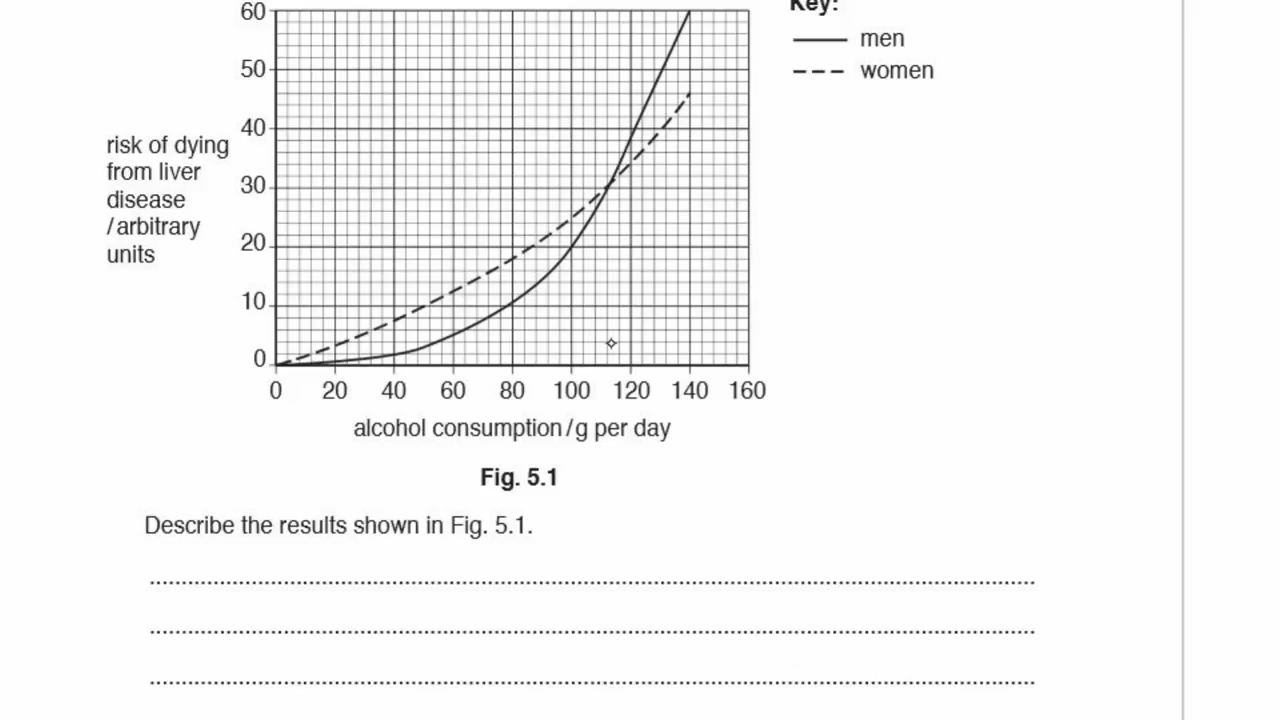 Key:
men
women
60
50
40
30
20
10
0
risk of dying
from liver
disease
/arbitrary
units
0 20 40 60 80 100 120 140 160
alcohol consumption/g per day
Fig. 5.1
Describe the results shown in Fig. 5.1.